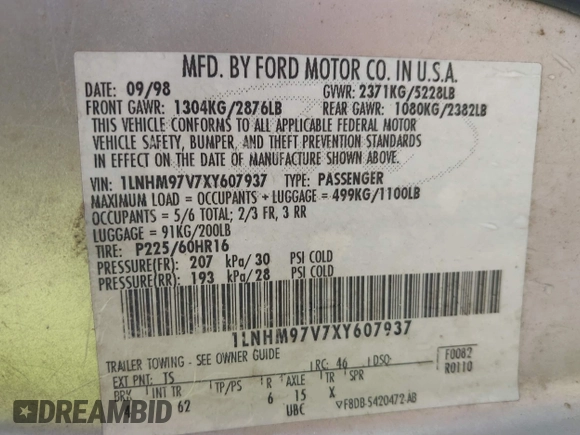 MFD. BY FORD MOTOR CO. IN U.S.A.
DATE: 09/98 GVWR: 2371KG/5228LB
FRONT GAWR: 1304KG/2876LB REAR GAWR: 1080KG/2382LB
THIS VEHICLE CONFORMS TO ALL APPLICABLE FEDERAL MOTOR
VEHICLE SAFETY, BUMPER, AND THEFT PREVENTION STANDARDS
IN EFFECT ON THE DATE OF MANUFACTURE SHOWN ABOVE.
VIN: 1LNHM97V7XY607937 TYPE: PASSENGER
MAXIMUM LOAD = OCCUPANTS + LUGGAGE = 499KG/1100LB
OCCUPANTS = 5/6 TOTAL; 2/3 FR, 3 RR
LUGGAGE = 91KG/200LB
TIRE: P225/60HR16
PRESSURE(FR): 207 kPa/30 PSI COLD
PRESSURE(RR): 193 kPa/28 PSI COLD
1LNHM97V7XY607937
TRAILER TOWING - SEE OWNER GUIDE
EXT PNT: TS RC: 46 DSO: F0082
BRK INT TR TP/PS R AXLE TR SPR R0110
62 6 15 X
UBC ▽F8DB-5420472-AB
DREAMBID